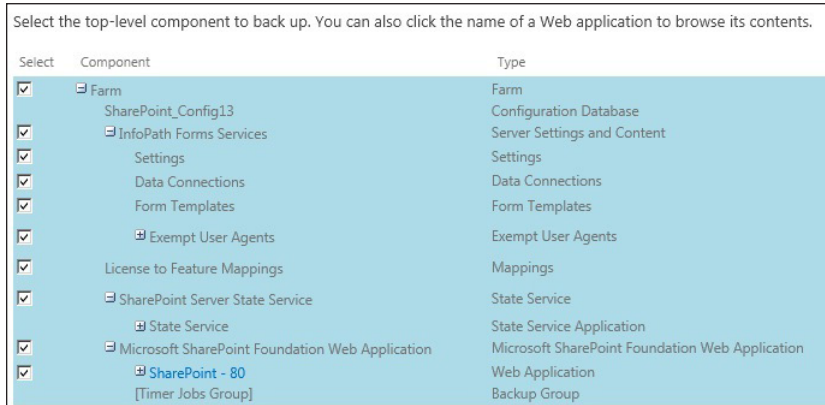 Select the top-level component to back up. You can also click the name of a Web application to browse its contents.
Select Component Type
Farm Farm
SharePoint_Config13 Configuration Database
InfoPath Forms Services Server Settings and Content
Settings Settings
Data Connections Data Connections
Form Templates Form Templates
Exempt User Agents Exempt User Agents
License to Feature Mappings Mappings
SharePoint Server State Service State Service
State Service State Service Application
Microsoft SharePoint Foundation Web Application Microsoft SharePoint Foundation Web Application
SharePoint - 80 Web Application
[Timer Jobs Group] Backup Group